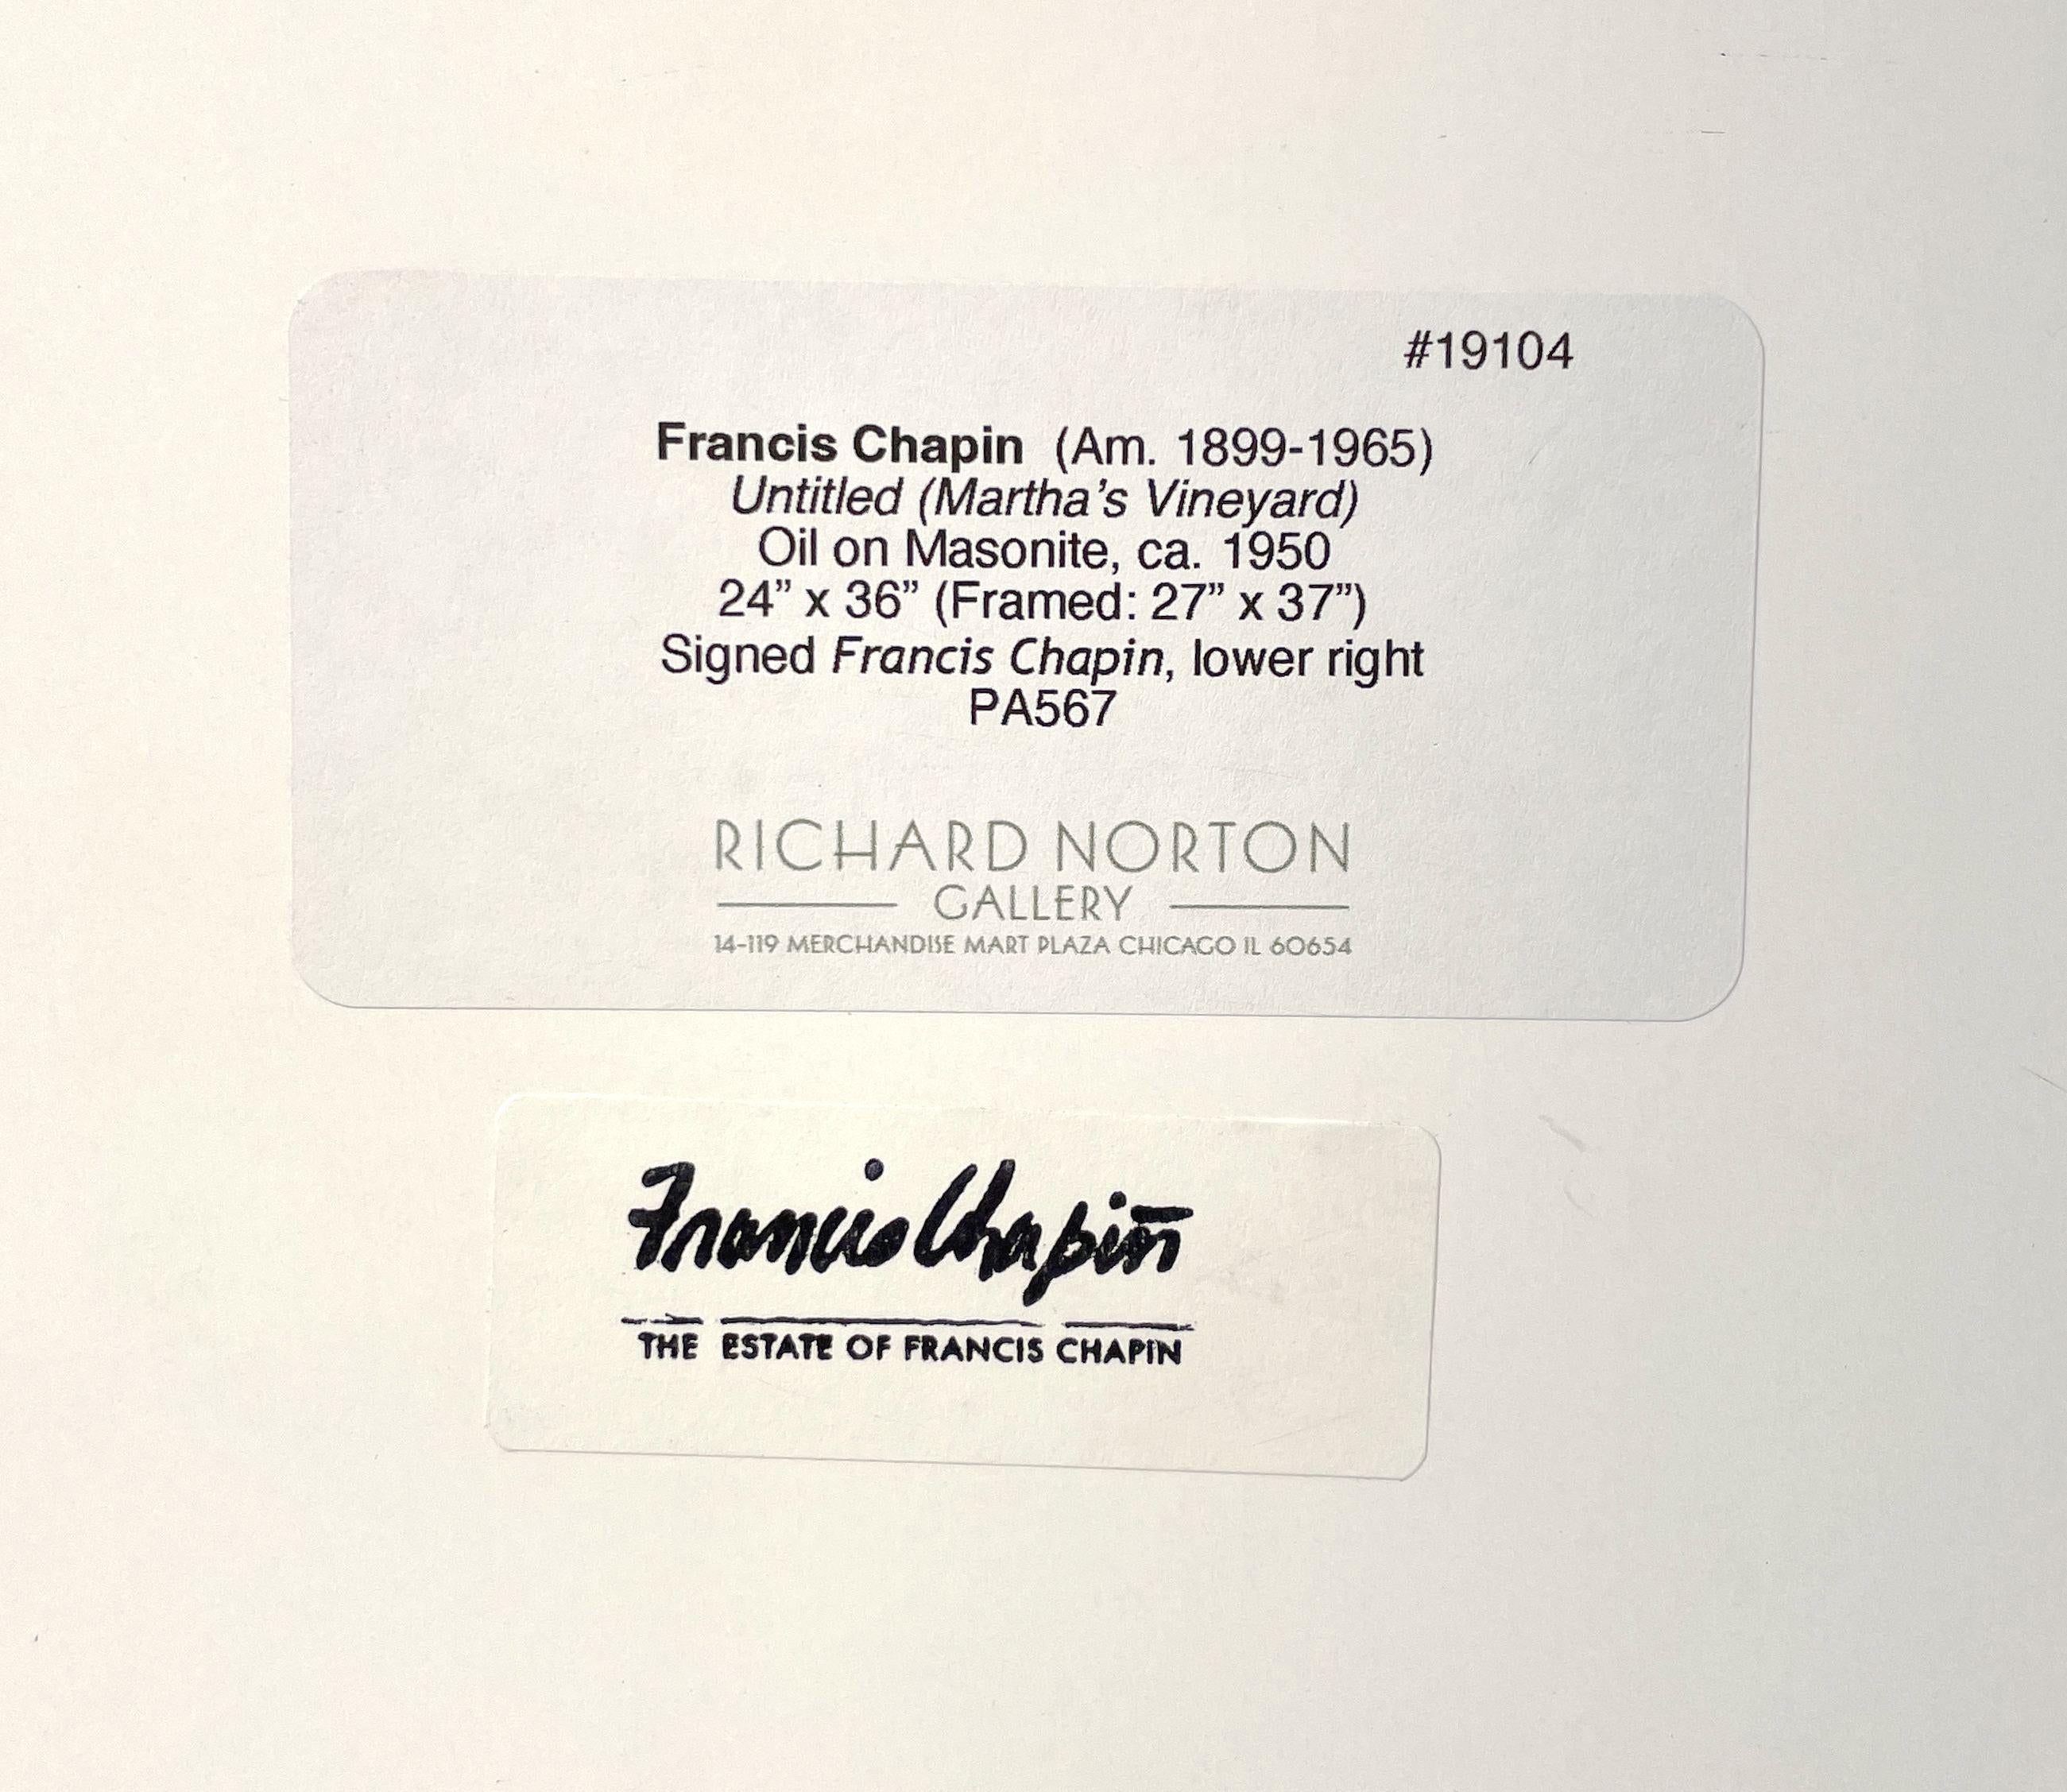 #19104
Francis Chapin (Am. 1899-1965)
Untitled (Martha’s Vineyard)
Oil on Masonite, ca. 1950
24” x 36” (Framed: 27” x 37”)
Signed Francis Chapin, lower right
PA567
RICHARD NORTON
GALLERY
14-119 MERCHANDISE MART PLAZA CHICAGO IL 60654
Francis Chapin
THE ESTATE OF FRANCIS CHAPIN